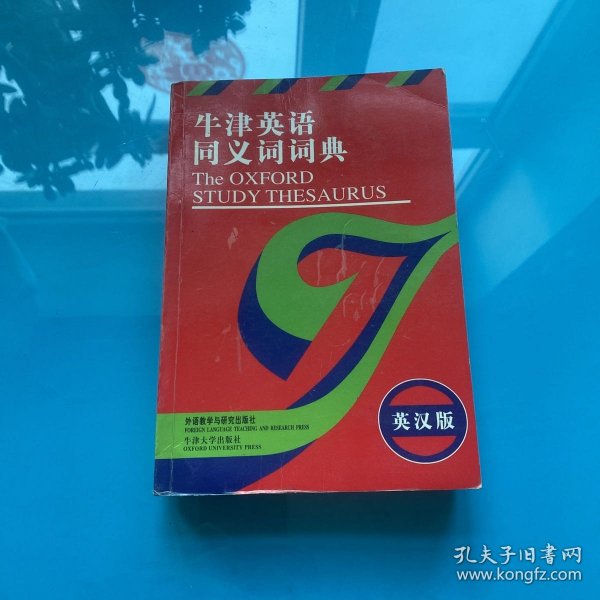 牛津英语
同义词词典
The OXFORD
STUDY THESAURUS
外语教学与研究出版社
FOREIGN LANGUAGE TEACHING AND RESEARCH PRESS
牛津大学出版社
OXFORD UNIVERSITY PRESS
英汉版
孔夫子旧书网
www.kongfz.com